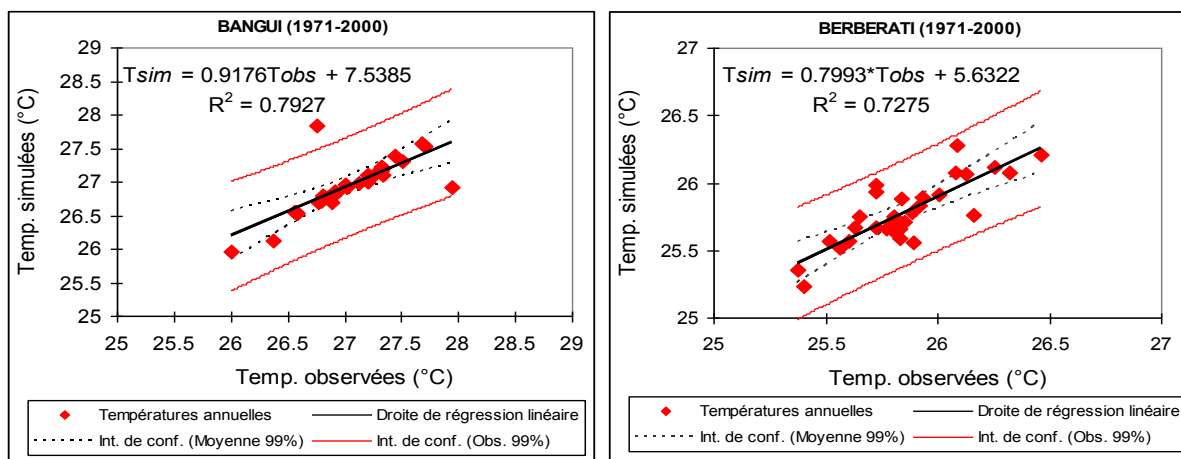 BANGUI (1971-2000)
29
28.5
28
27.5
27
26.5
26
25.5
25
Temp. simulées (°C)
Tsim = 0.9176Tobs + 7.5385
R² = 0.7927
25 25.5 26 26.5 27 27.5 28 28.5 29
Temp. observées (°C)
Températures annuelles Droite de régression linéaire
Int. de conf. (Moyenne 99%) Int. de conf. (Obs. 99%)
BERBERATI (1971-2000)
27
26.5
26
25.5
25
Temp. simulées (°C)
Tsim = 0.7993*Tobs + 5.6322
R² = 0.7275
25 25.5 26 26.5 27
Temp. observées (°C)
Températures annuelles Droite de régression linéaire
Int. de conf. (Moyenne 99%) Int. de conf. (Obs. 99%)